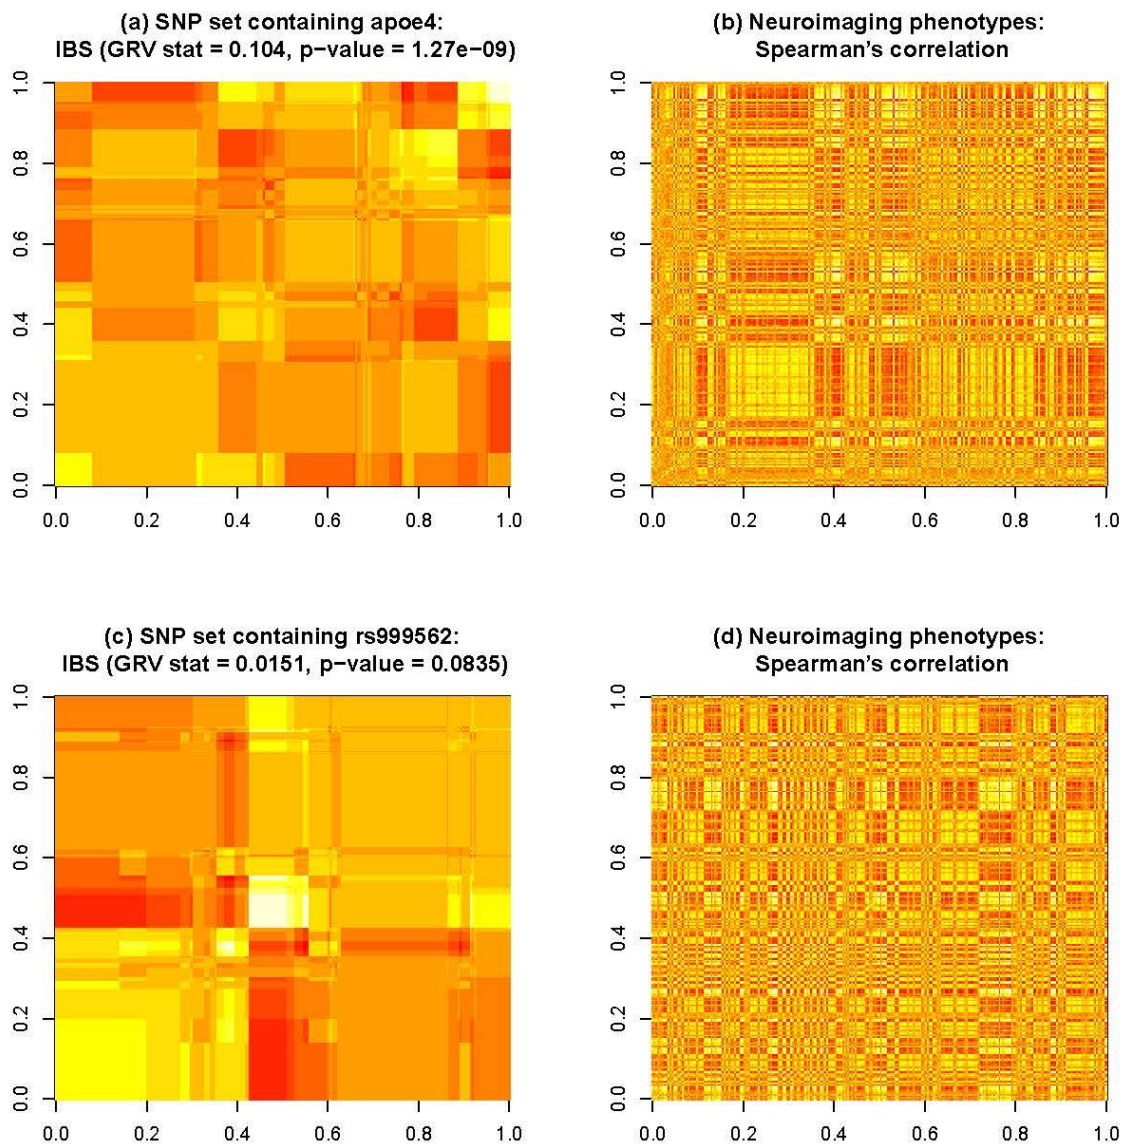 (a) SNP set containing apoe4:
IBS (GRV stat = 0.104, p−value = 1.27e−09)
(b) Neuroimaging phenotypes:
Spearman's correlation
1.0
0.8
0.6
0.4
0.2
0.0
0.0 0.2 0.4 0.6 0.8 1.0
1.0
0.8
0.6
0.4
0.2
0.0
0.0 0.2 0.4 0.6 0.8 1.0
(c) SNP set containing rs999562:
IBS (GRV stat = 0.0151, p−value = 0.0835)
(d) Neuroimaging phenotypes:
Spearman's correlation
1.0
0.8
0.6
0.4
0.2
0.0
0.0 0.2 0.4 0.6 0.8 1.0
1.0
0.8
0.6
0.4
0.2
0.0
0.0 0.2 0.4 0.6 0.8 1.0